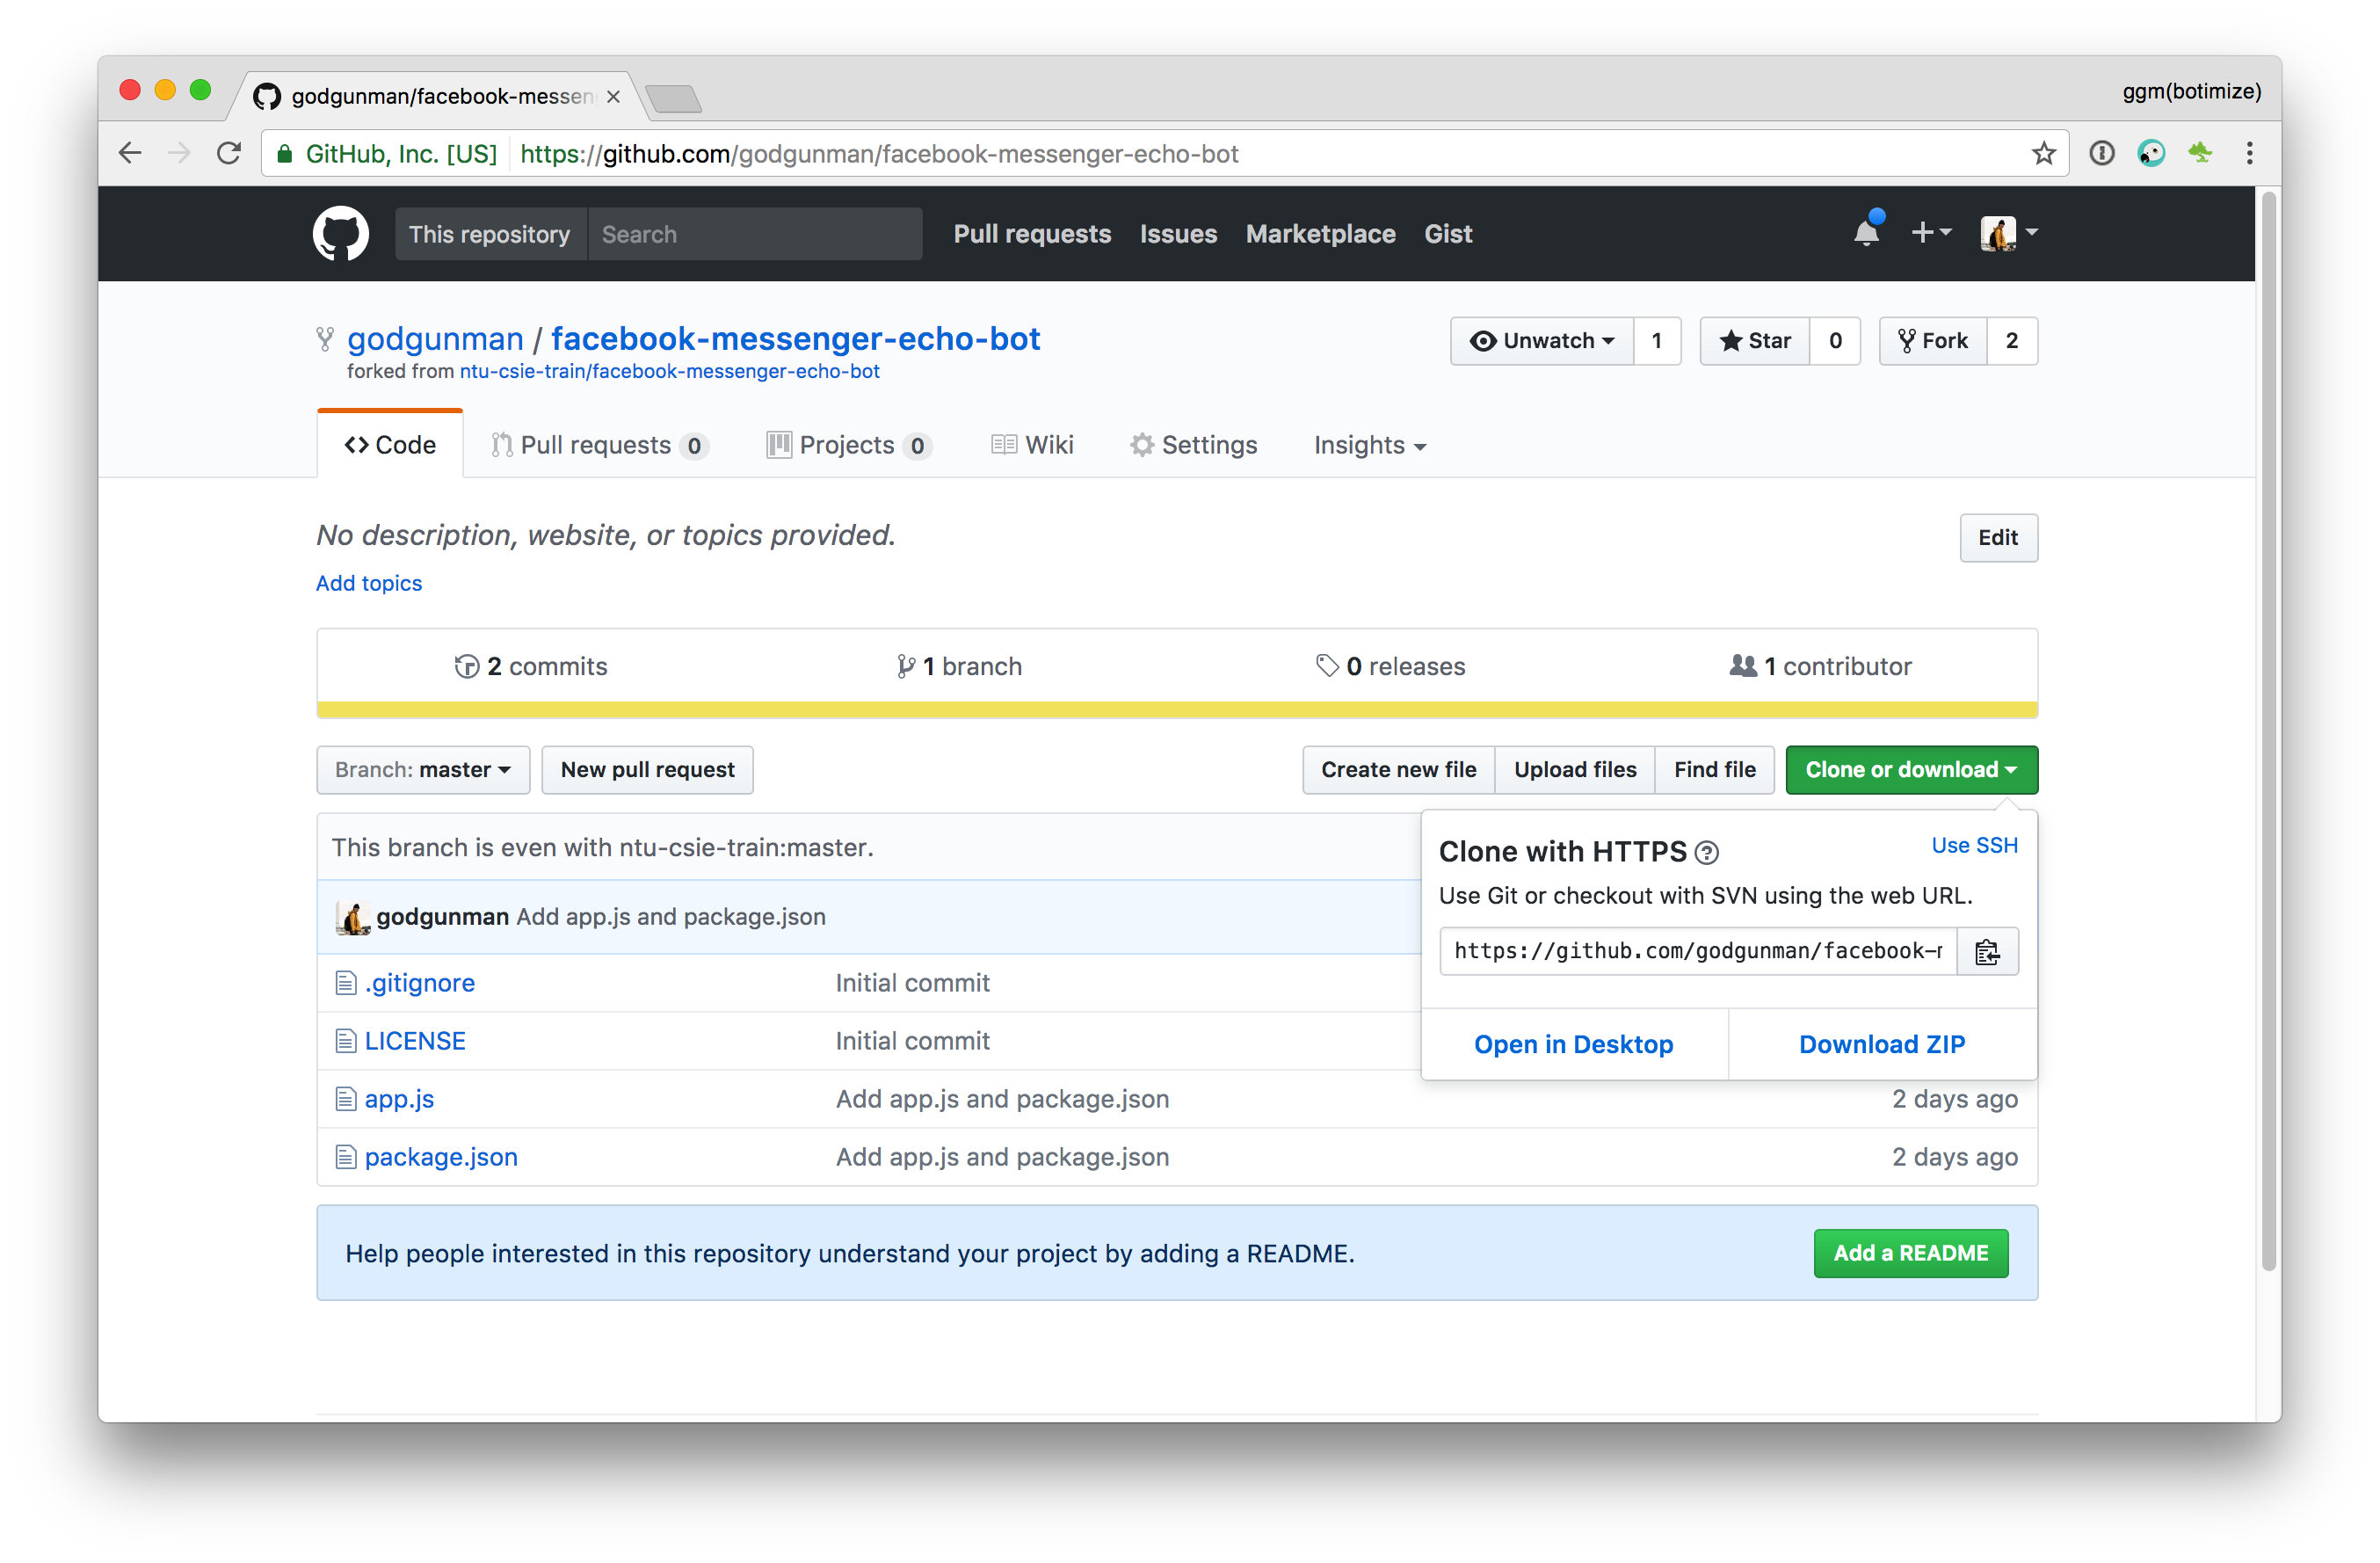 godgunman/facebook-messen
ggm(botimize)
GitHub, Inc. [US] https://github.com/godgunman/facebook-messenger-echo-bot
This repository Search Pull requests Issues Marketplace Gist
godgunman / facebook-messenger-echo-bot Unwatch 1 Star 0 Fork 2
forked from ntu-csie-train/facebook-messenger-echo-bot
Code Pull requests 0 Projects 0 Wiki Settings Insights
No description, website, or topics provided. Edit
Add topics
2 commits 1 branch 0 releases 1 contributor
Branch: master New pull request Create new file Upload files Find file Clone or download
This branch is even with ntu-csie-train:master.
Clone with HTTPS Use SSH
Use Git or checkout with SVN using the web URL.
https://github.com/godgunman/facebook-
Open in Desktop Download ZIP
godgunman Add app.js and package.json
.gitignore Initial commit
LICENSE Initial commit
app.js Add app.js and package.json 2 days ago
package.json Add app.js and package.json 2 days ago
Help people interested in this repository understand your project by adding a README. Add a README